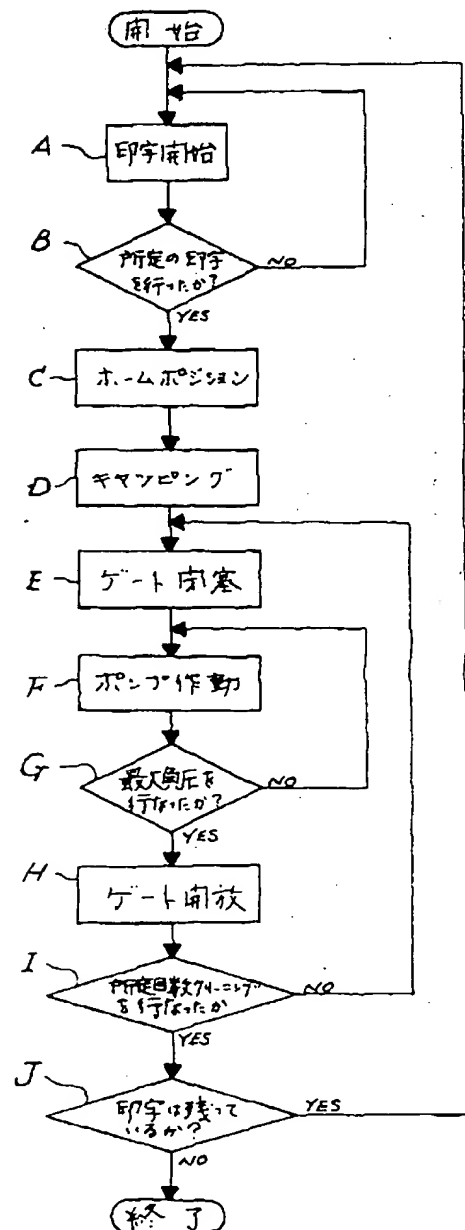 開始
A
印字開始
B
所定の印字
を行ったか?
NO
YES
C
ホームポジション
D
キャッピング
E
ゲート閉塞
F
ポンプ作動
G
最大負圧を
行なったか?
NO
YES
H
ゲート開放
I
所定回数クリーニング
を行なったか
NO
YES
J
印字は残って
いるか?
YES
NO
終了